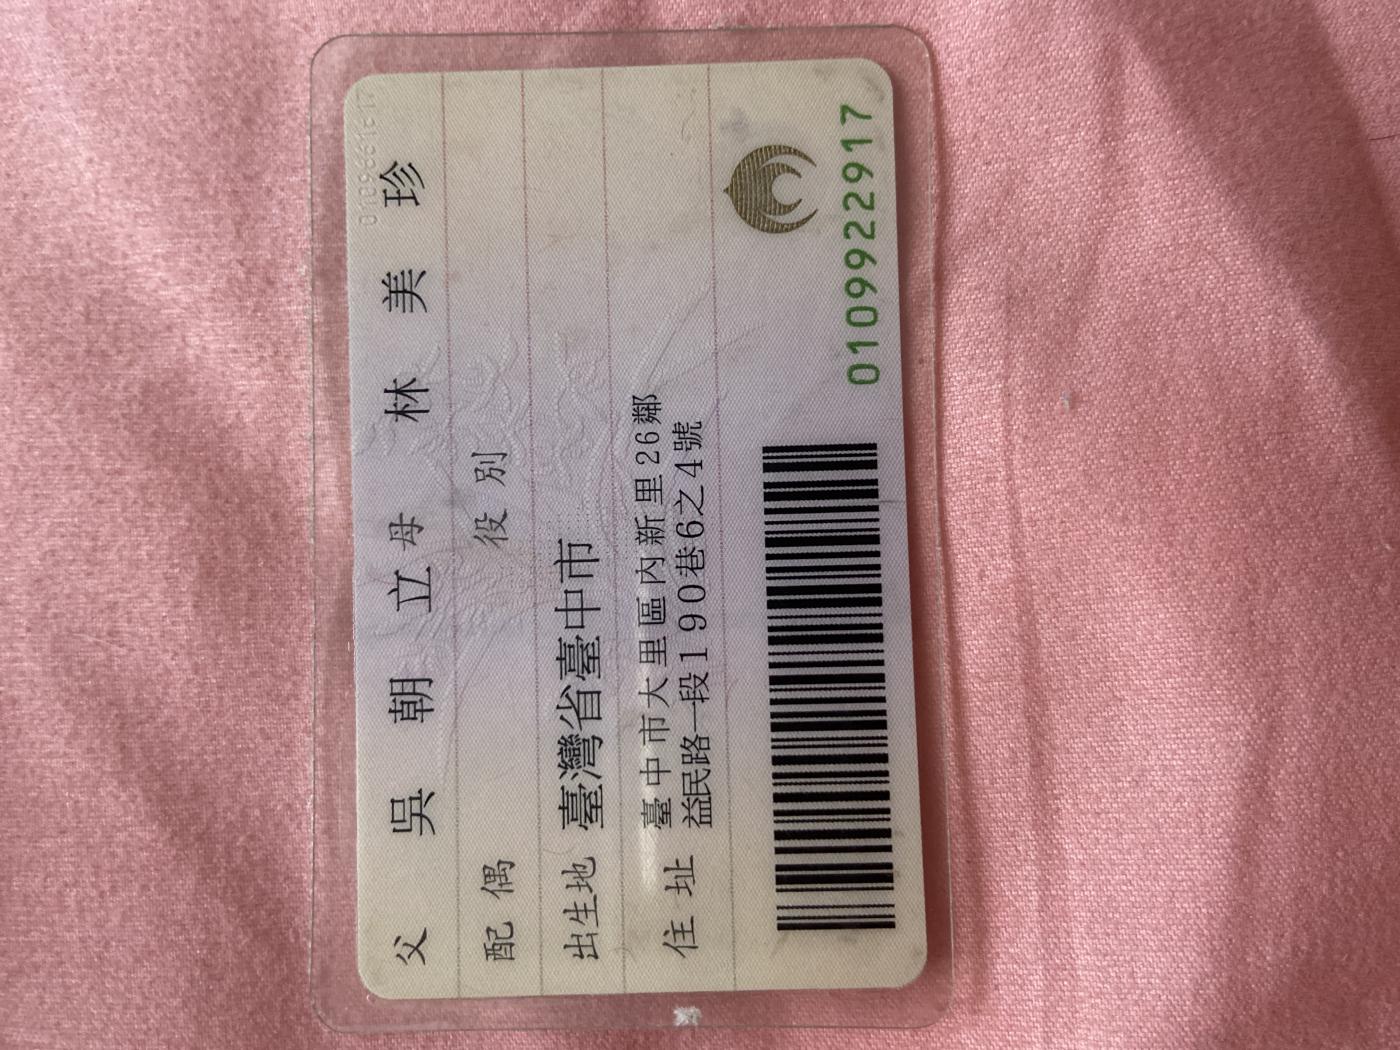 父 吳 朝 立 母 林 美 珍
配 偶 役 別
出生地 臺灣省臺中市
住 址 臺中市大里區內新里26鄰
益民路一段190巷6之4號
0109922917